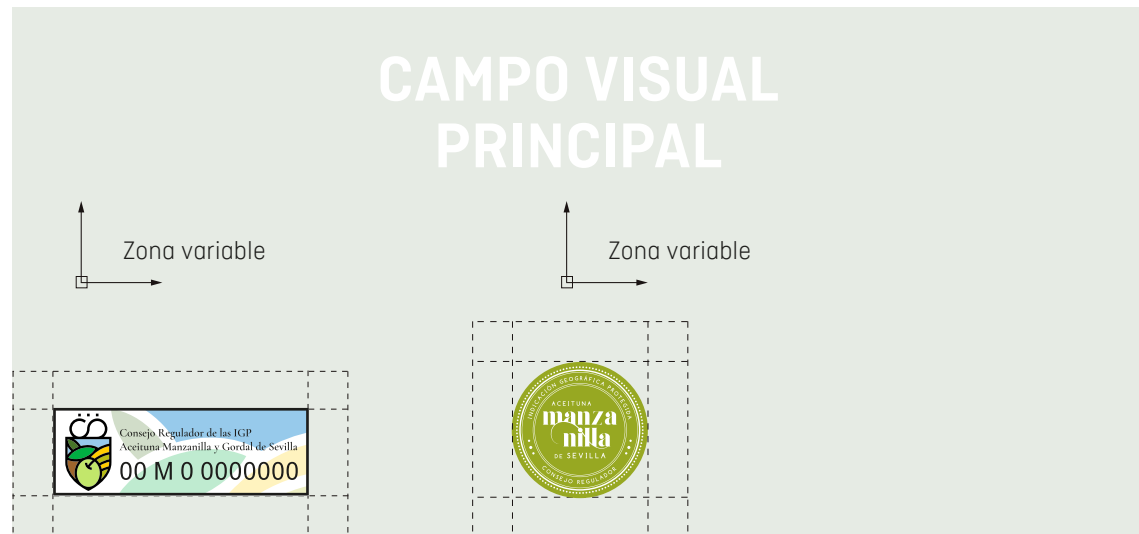 CAMPO VISUAL
PRINCIPAL
Zona variable
Zona variable
Consejo Regulador de las IGP
Aceituna Manzanilla y Gordal de Sevilla
00 M 0 0000000
INDICACIÓN GEOGRÁFICA PROTEGIDA
ACEITUNA
manza
nilla
DE SEVILLA
CONSEJO REGULADOR